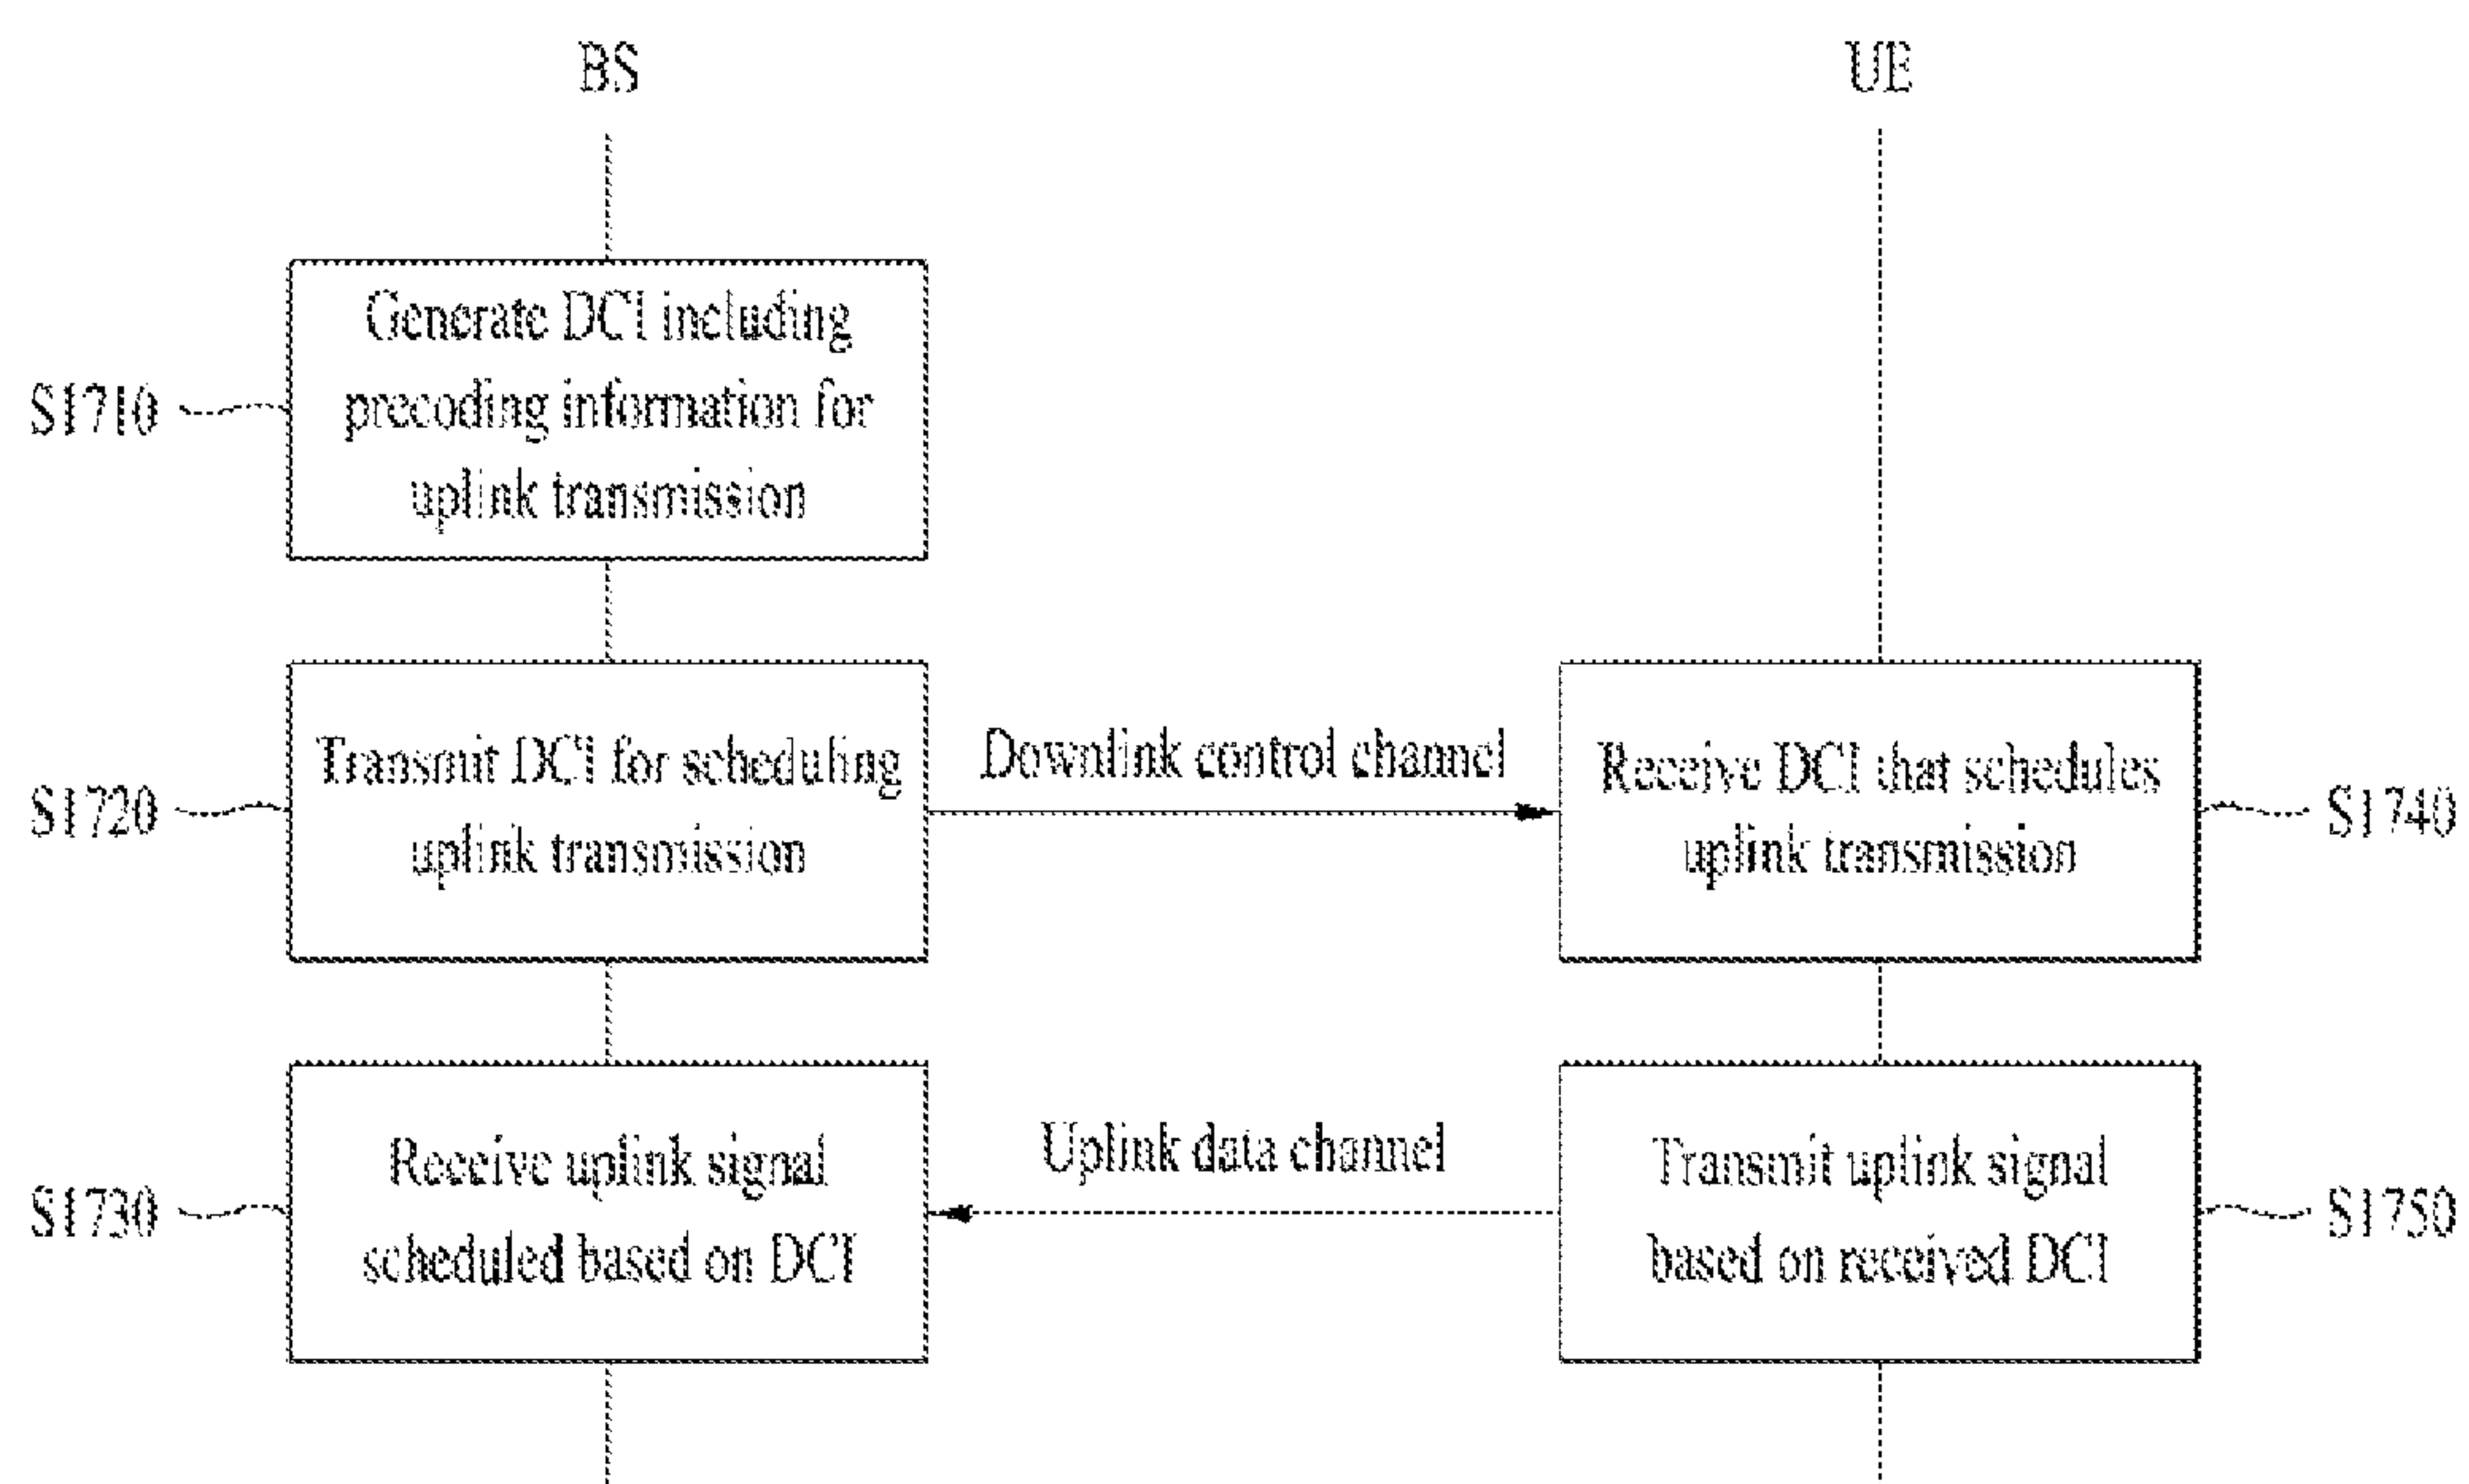 BS
UE
Generate DCI including
precoding information for
uplink transmission
S1710
Transmit DCI for scheduling
uplink transmission
S1720
Downlink control channel
Receive DCI that schedules
uplink transmission
S1740
Receive uplink signal
scheduled based on DCI
S1730
Uplink data channel
Transmit uplink signal
based on received DCI
S1750